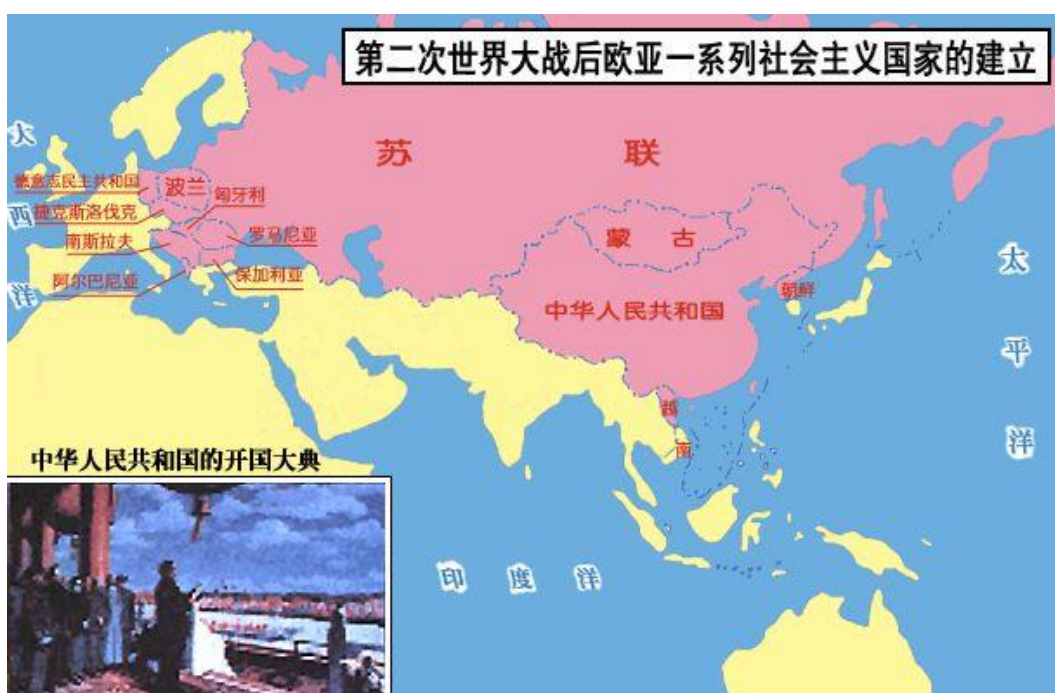 第二次世界大战后欧亚一系列社会主义国家的建立
苏联
大西洋
德意志民主共和国
波兰
匈牙利
捷克斯洛伐克
南斯拉夫
罗马尼亚
阿尔巴尼亚
保加利亚
蒙古
中华人民共和国
朝鲜
太平洋
越南
中华人民共和国的开国大典
印度洋